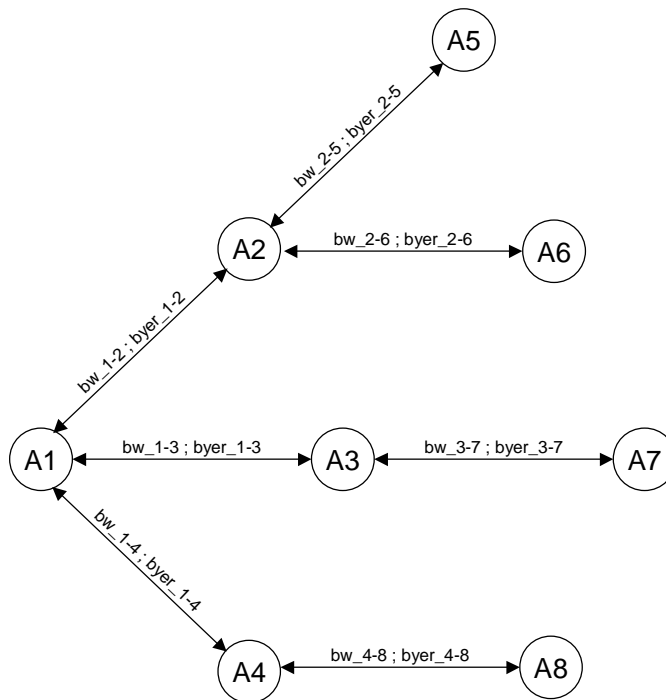 A5
bw_2-5 ; byer_2-5
A2
bw_2-6 ; byer_2-6
A6
bw_1-2 ; byer_1-2
A1
bw_1-3 ; byer_1-3
A3
bw_3-7 ; byer_3-7
A7
bw_1-4 ; byer_1-4
A4
bw_4-8 ; byer_4-8
A8